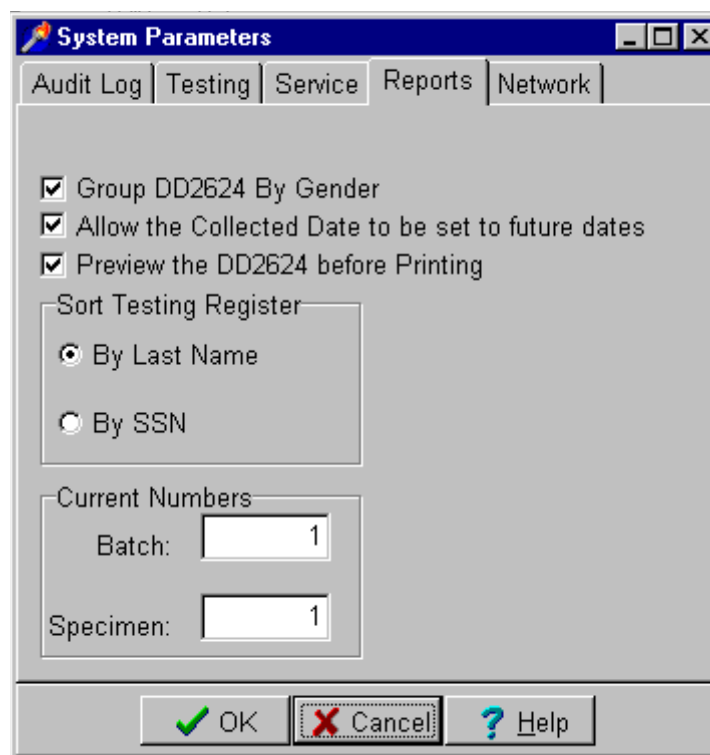 System Parameters
Audit Log Testing Service Reports Network
Group DD2624 By Gender
Allow the Collected Date to be set to future dates
Preview the DD2624 before Printing
Sort Testing Register
By Last Name
By SSN
Current Numbers
Batch: 1
Specimen: 1
OK Cancel Help